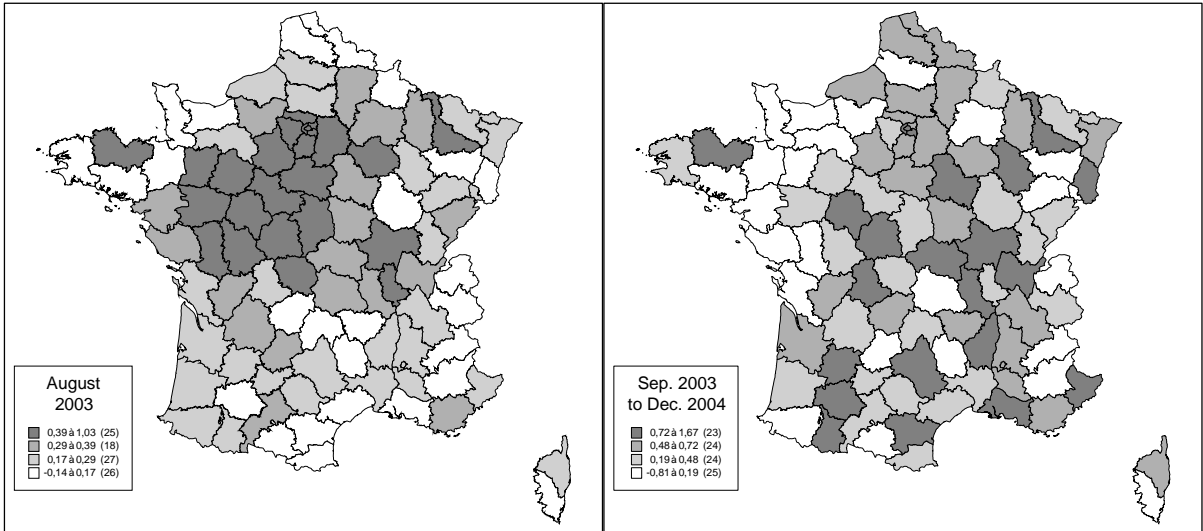 August
2003
0,39 à 1,03 (25)
0,29 à 0,39 (18)
0,17 à 0,29 (27)
-0,14 à 0,17 (26)
Sep. 2003
to Dec. 2004
0,72 à 1,67 (23)
0,48 à 0,72 (24)
0,19 à 0,48 (24)
-0,81 à 0,19 (25)